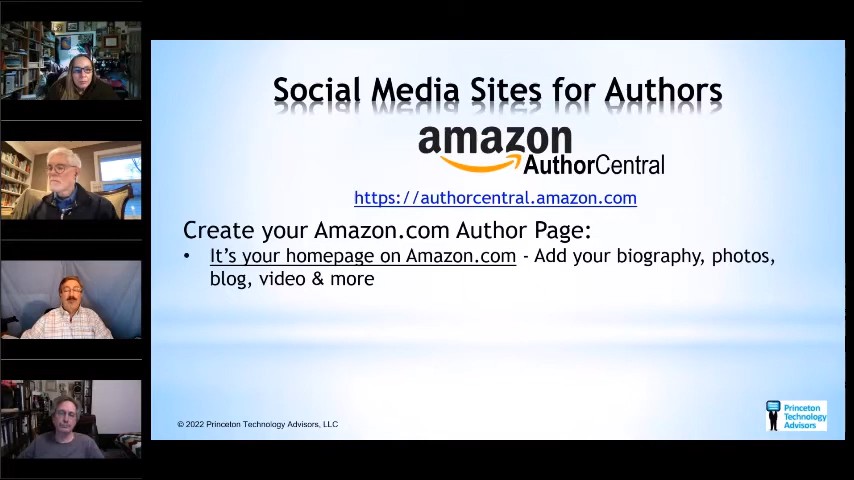 Social Media Sites for Authors
amazon
AuthorCentral
https://authorcentral.amazon.com
Create your Amazon.com Author Page:
• It’s your homepage on Amazon.com - Add your biography, photos,
blog, video & more
© 2022 Princeton Technology Advisors, LLC
Princeton
Technology
Advisors